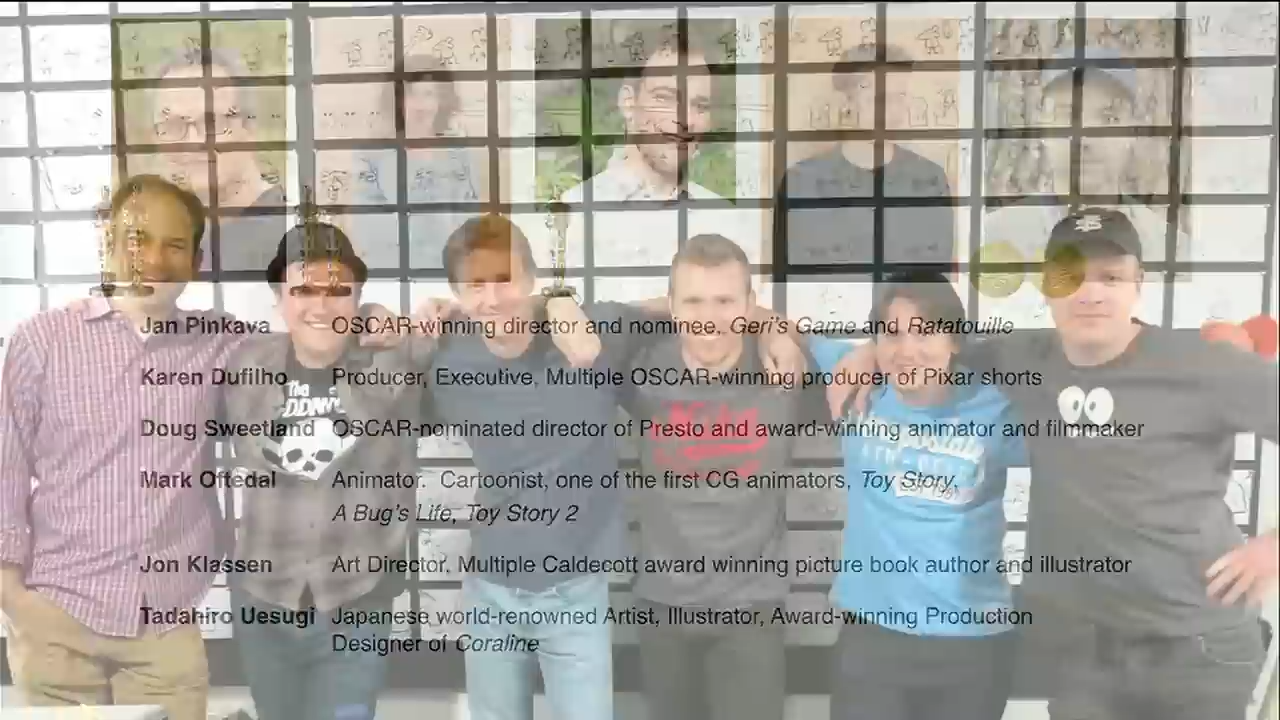 Jan Pinkava OSCAR-winning director and nominee, Geri's Game and Ratatouille
Karen Dufilho Producer, Executive, Multiple OSCAR-winning producer of Pixar shorts
Doug Sweetland OSCAR-nominated director of Presto and award-winning animator and filmmaker
Mark Oftedal Animator. Cartoonist, one of the first CG animators, Toy Story,
A Bug's Life, Toy Story 2
Jon Klassen Art Director, Multiple Caldecott award winning picture book author and illustrator
Tadahiro Uesugi Japanese world-renowned Artist, Illustrator, Award-winning Production
Designer of Coraline
The